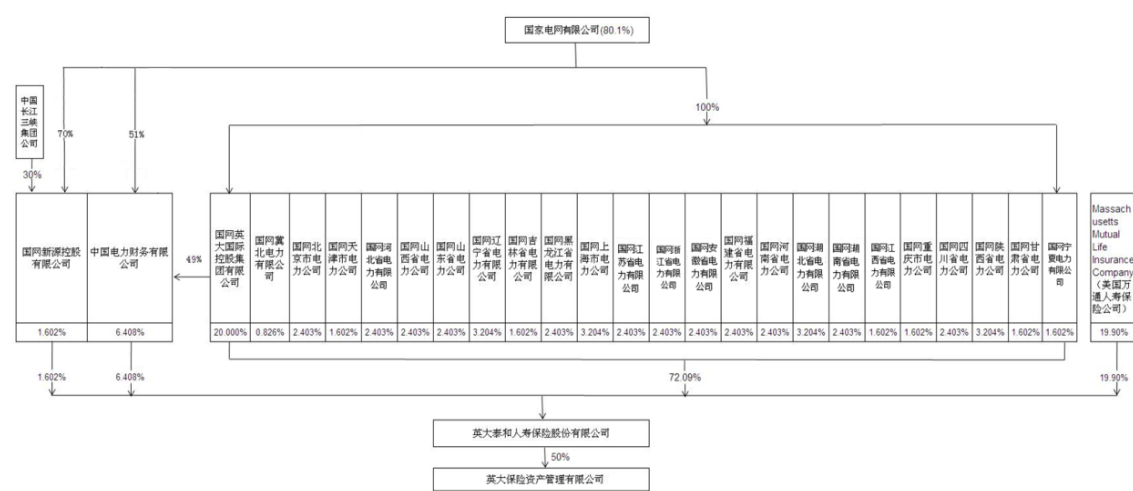 国家电网有限公司(80.1%)
中国
长江
三峡
集团
公司
70%
51%
100%
30%
国网新源控股
有限公司
中国电力财务有限公
司
49%
国网英
大国际
控股集
团有限
公司
国网冀
北电力
有限公
司
国网北
京市电
力公司
国网天
津市电
力公司
国网河
北省电
力有限
公司
国网山
西省电
力公司
国网山
东省电
力公司
国网辽
宁省电
力有限
公司
国网吉
林省电
力有限
公司
国网黑
龙江省
电力有
限公司
国网上
海市电
力公司
国网江
苏省电
力有限
公司
国网浙
江省电
力有限
公司
国网安
徽省电
力有限
公司
国网福
建省电
力有限
公司
国网河
南省电
力公司
国网湖
北省电
力有限
公司
国网湖
南省电
力有限
公司
国网江
西省电
力有限
公司
国网重
庆市电
力公司
国网四
川省电
力公司
国网陕
西省电
力公司
国网甘
肃省电
力公司
国网宁
夏电力
有限公
司
Massach
usetts
Mutual
Life
Insurance
Company
（美国万
通人寿保
险公司）
1.602%
6.408%
20.000%
0.826%
2.403%
1.602%
2.403%
2.403%
2.403%
3.204%
1.602%
2.403%
3.204%
2.403%
2.403%
2.403%
2.403%
2.403%
3.204%
2.403%
1.602%
1.602%
2.403%
3.204%
1.602%
1.602%
19.90%
1.602%
6.408%
72.09%
19.90%
英大泰和人寿保险股份有限公司
50%
英大保险资产管理有限公司